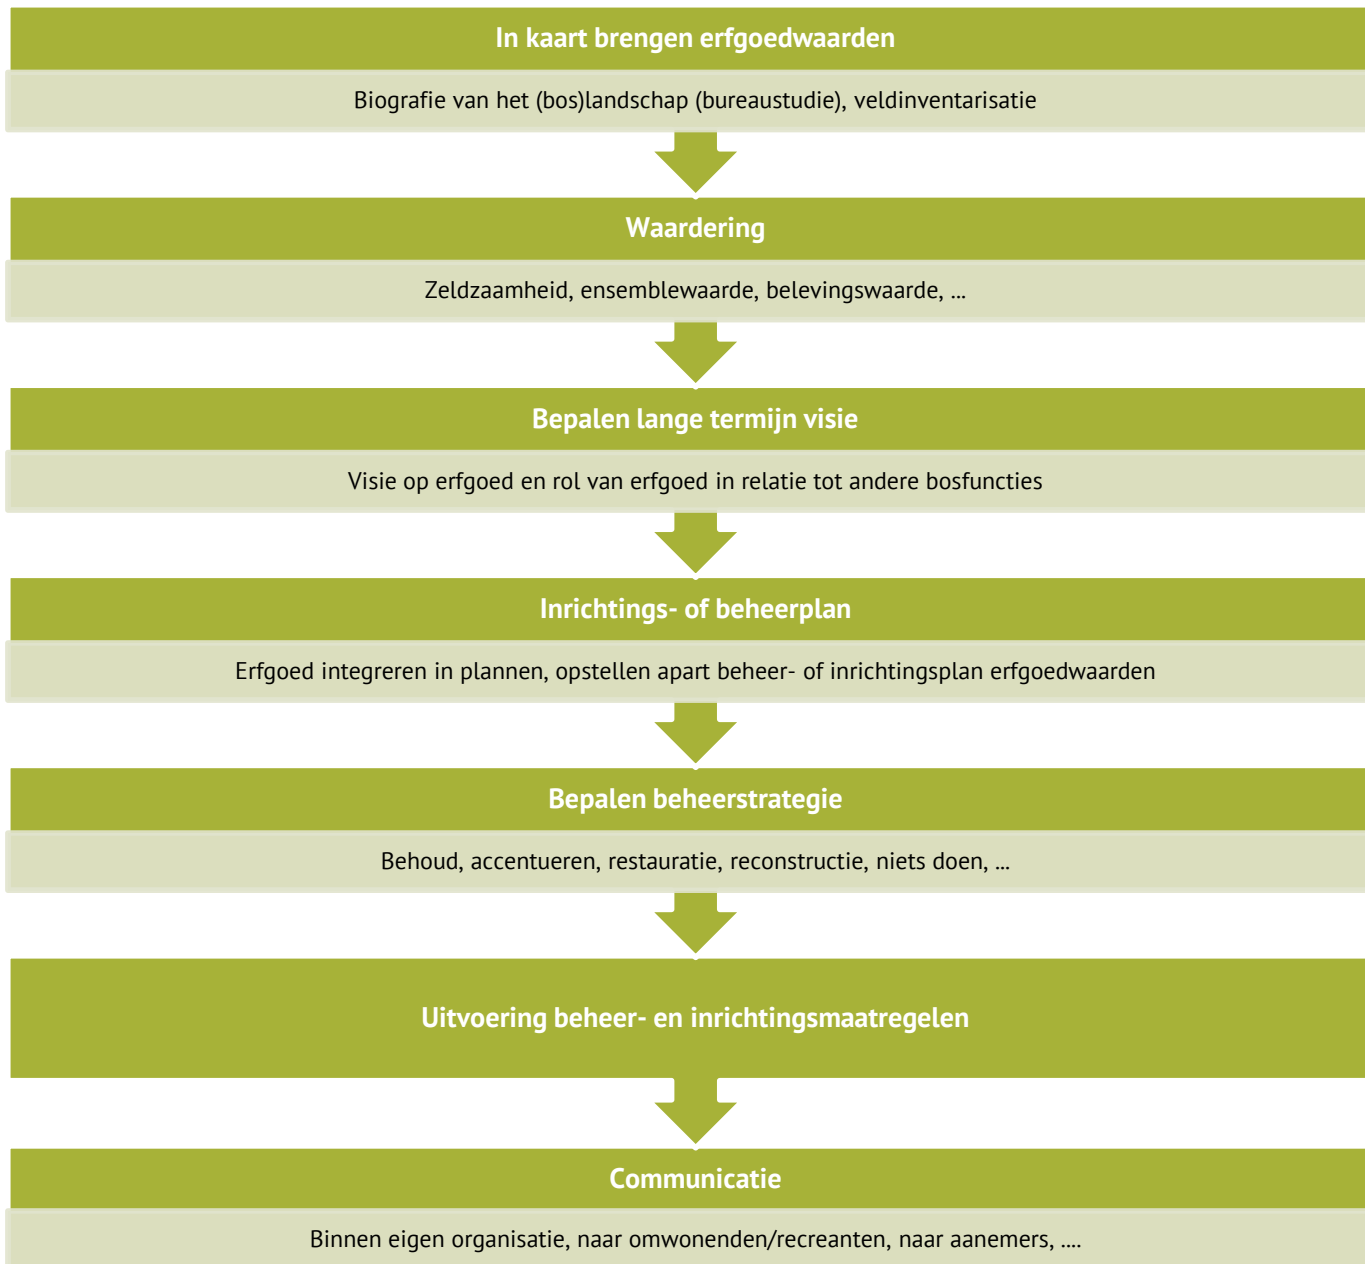 In kaart brengen erfgoedwaarden
Biografie van het (bos)landschap (bureaustudie), veldinventarisatie
Waardering
Zeldzaamheid, ensemblewaarde, belevingswaarde, ...
Bepalen lange termijn visie
Visie op erfgoed en rol van erfgoed in relatie tot andere bosfuncties
Inrichtings- of beheerplan
Erfgoed integreren in plannen, opstellen apart beheer- of inrichtingsplan erfgoedwaarden
Bepalen beheerstrategie
Behoud, accentueren, restauratie, reconstructie, niets doen, ...
Uitvoering beheer- en inrichtingsmaatregelen
Communicatie
Binnen eigen organisatie, naar omwonenden/recreanten, naar aanemers, ....